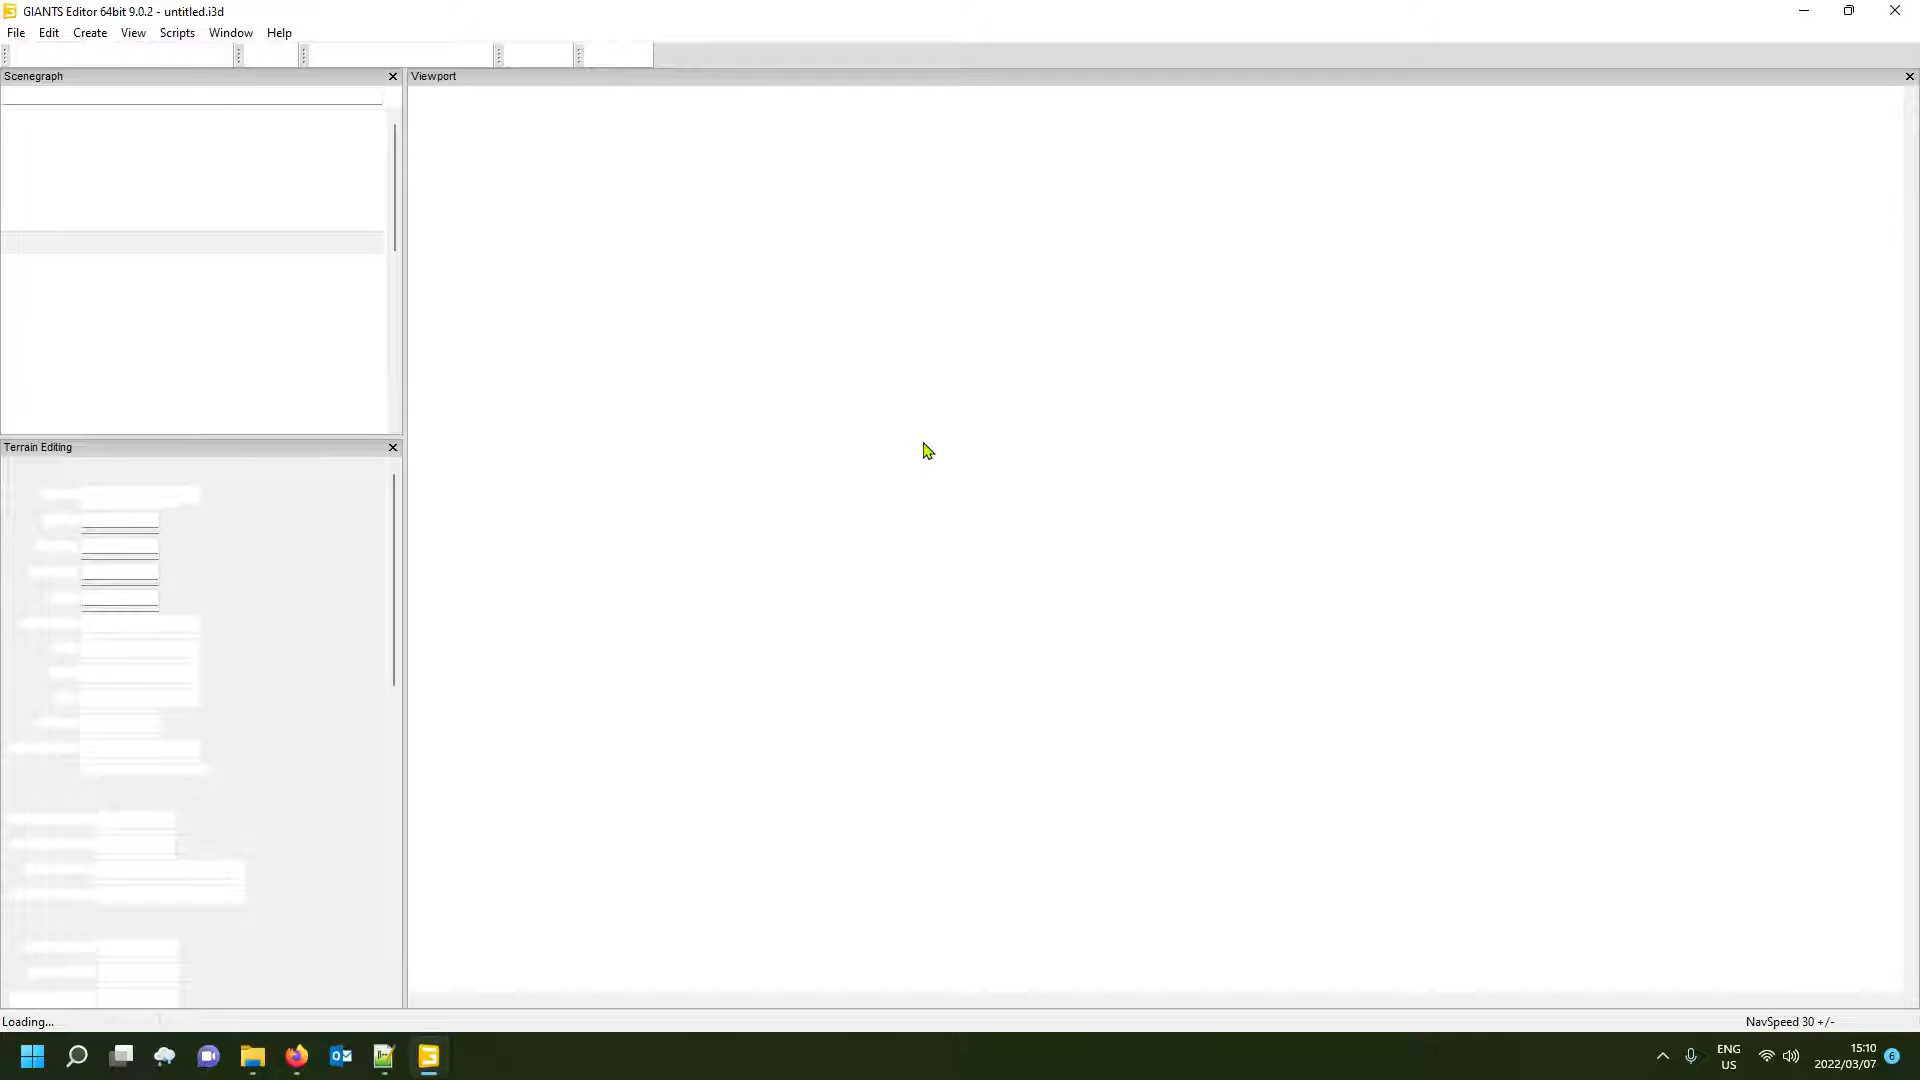 GIANTS Editor 64bit 9.0.2 - untitled.i3d
File Edit Create View Scripts Window Help
Scenegraph
Viewport
Terrain Editing
Loading...
NavSpeed 30 +/-
ENG
US
15:10
2022/03/07
6